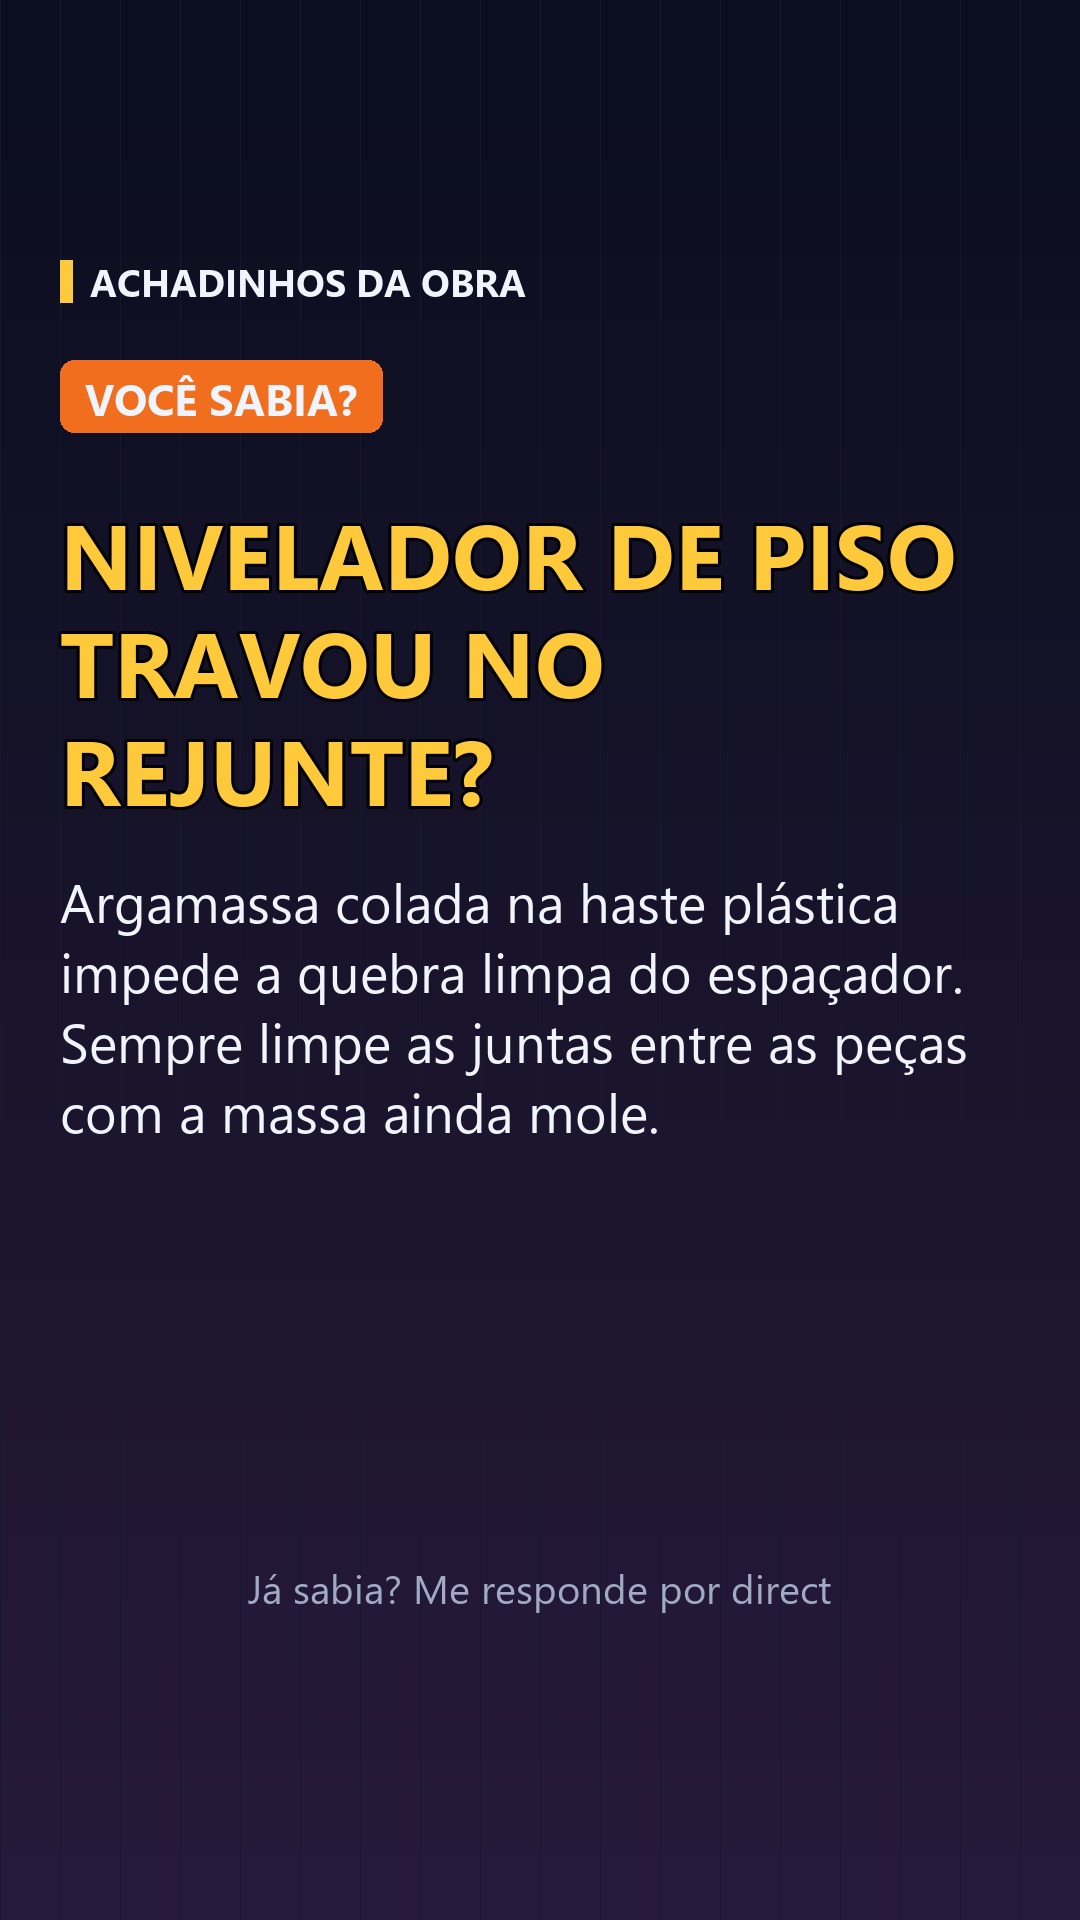 ACHADINHOS DA OBRA
VOCÊ SABIA?
NIVELADOR DE PISO
TRAVOU NO
REJUNTE?
Argamassa colada na haste plástica
impede a quebra limpa do espaçador.
Sempre limpe as juntas entre as peças
com a massa ainda mole.
Já sabia? Me responde por direct